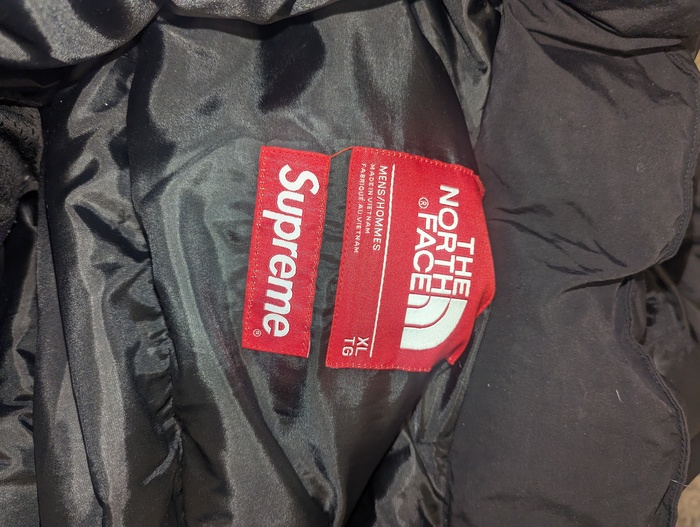 THE
NORTH
FACE
®
MENS/HOMMES
MADE IN VIETNAM
FABRIQUÉ AU VIETNAM
XL
TG
Supreme
®